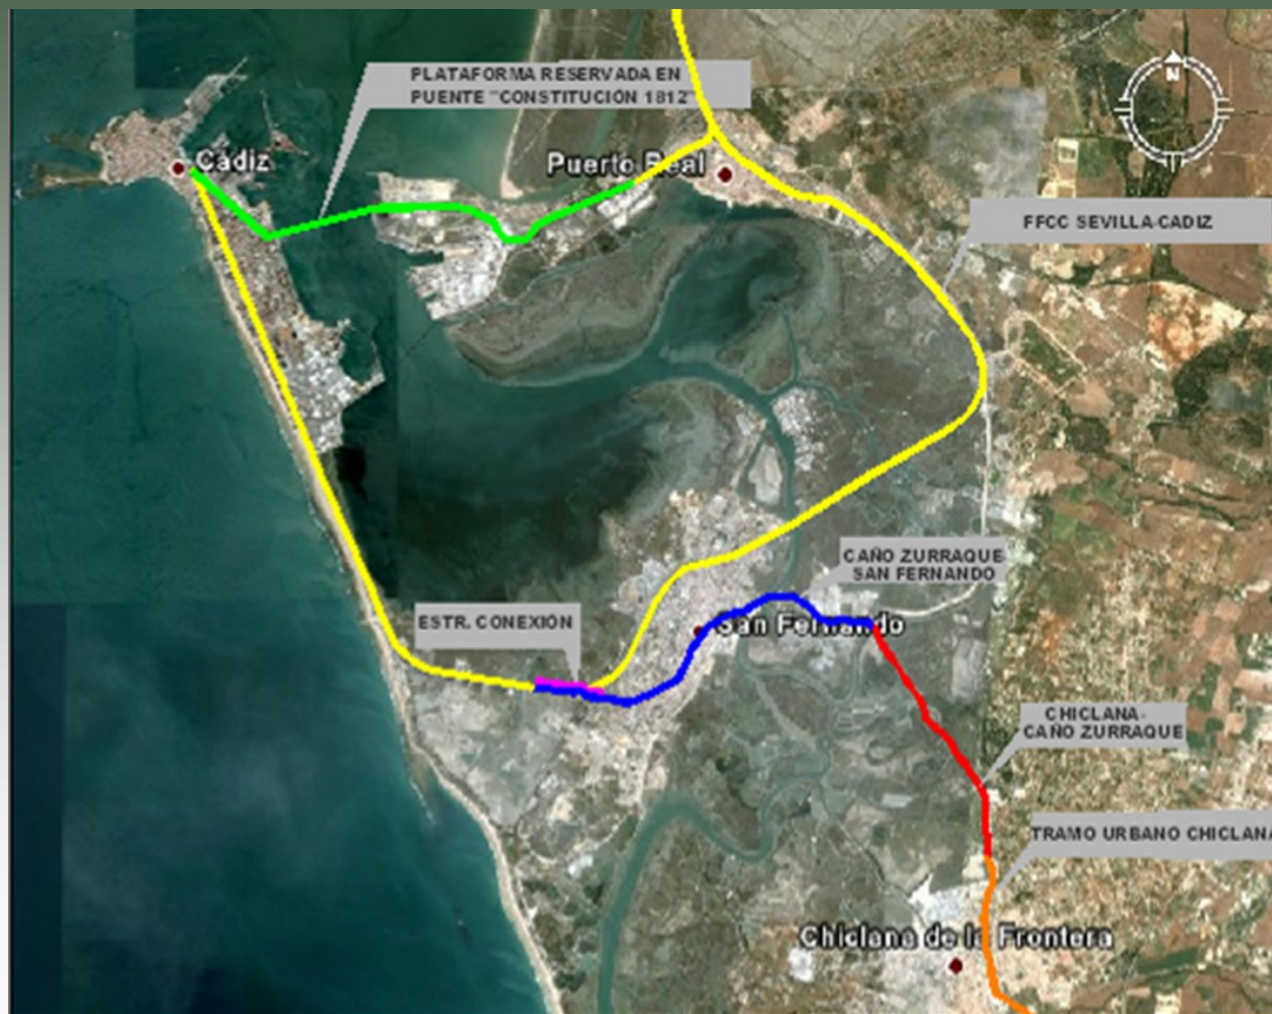 PLATAFORMA RESERVADA EN
PUENTE "CONSTITUCIÓN 1812"
N
Cádiz
Puerto Real
FFCC SEVILLA-CADIZ
CAÑO ZURRAQUE
SAN FERNANDO
ESTR. CONEXIÓN
San Fernando
CHICLANA-
CAÑO ZURRAQUE
TRAMO URBANO CHICLANA
Chiclana de la Frontera